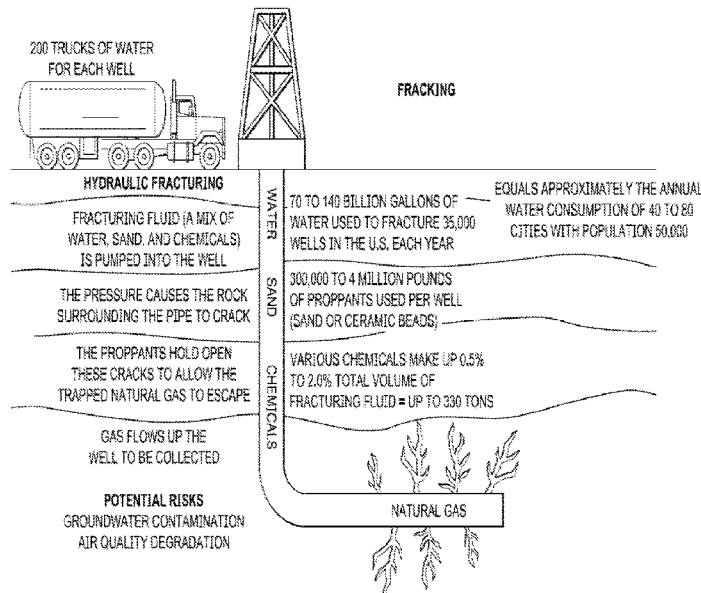 200 TRUCKS OF WATER
FOR EACH WELL
FRACKING
HYDRAULIC FRACTURING
FRACTURING FLUID (A MIX OF
WATER, SAND, AND CHEMICALS)
IS PUMPED INTO THE WELL
THE PRESSURE CAUSES THE ROCK
SURROUNDING THE PIPE TO CRACK
THE PROPPANTS HOLD OPEN
THESE CRACKS TO ALLOW THE
TRAPPED NATURAL GAS TO ESCAPE
GAS FLOWS UP THE
WELL TO BE COLLECTED
POTENTIAL RISKS
GROUNDWATER CONTAMINATION
AIR QUALITY DEGRADATION
WATER
SAND
CHEMICALS
70 TO 140 BILLION GALLONS OF
WATER USED TO FRACTURE 35,000
WELLS IN THE U.S, EACH YEAR
EQUALS APPROXIMATELY THE ANNUAL
WATER CONSUMPTION OF 40 TO 80
CITIES WITH POPULATION 50,000
300,000 TO 4 MILLION POUNDS
OF PROPPANTS USED PER WELL
(SAND OR CERAMIC BEADS)
VARIOUS CHEMICALS MAKE UP 0.5%
TO 2.0% TOTAL VOLUME OF
FRACTURING FLUID = UP TO 330 TONS
NATURAL GAS